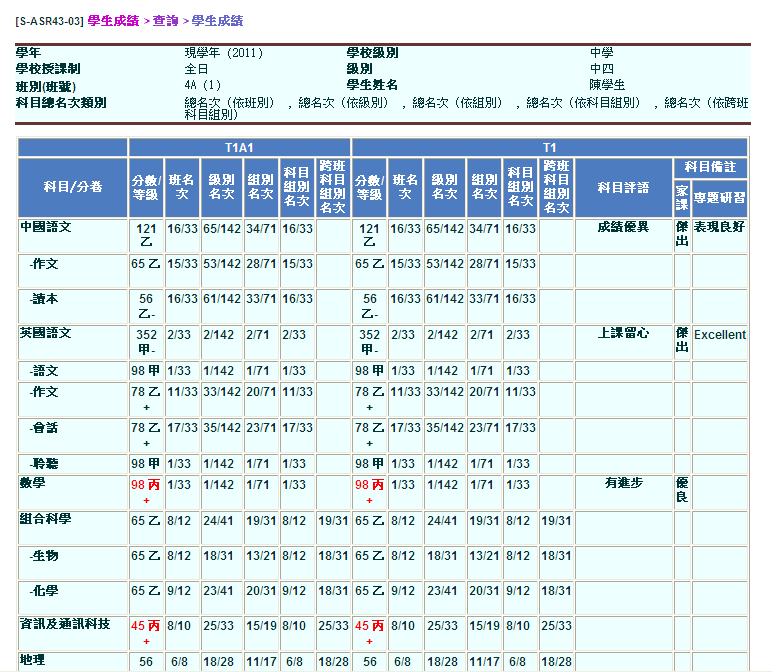 [S-ASR43-03] 學生成績 > 查詢 > 學生成績
學年 現學年 (2011) 學校級別 中學
學校授課制 全日 級別 中四
班別(班號) 4A (1) 學生姓名 陳學生
科目總名次類別 總名次（依班別），總名次（依級別），總名次（依組別），總名次（依科目組別），總名次（依跨班
科目組別）
T1A1 T1
科目/分卷 分數/等級 班名次 級別名次 組別名次 科目組別名次 跨班科目組別名次 分數/等級 班名次 級別名次 組別名次 科目組別名次 跨班科目組別名次 科目評語 科目備註
家課 專題研習
中國語文 121 乙 16/33 65/142 34/71 16/33 121 乙 16/33 65/142 34/71 16/33 成績優異 傑出 表現良好
-作文 65 乙 15/33 53/142 28/71 15/33 65 乙 15/33 53/142 28/71 15/33
-讀本 56 乙- 16/33 61/142 33/71 16/33 56 乙- 16/33 61/142 33/71 16/33
英國語文 352 甲- 2/33 2/142 2/71 2/33 352 甲- 2/33 2/142 2/71 2/33 上課留心 傑出 Excellent
-語文 98 甲 1/33 1/142 1/71 1/33 98 甲 1/33 1/142 1/71 1/33
-作文 78 乙+ 11/33 33/142 20/71 11/33 78 乙+ 11/33 33/142 20/71 11/33
-會話 78 乙+ 17/33 35/142 23/71 17/33 78 乙+ 17/33 35/142 23/71 17/33
-聆聽 98 甲 1/33 1/142 1/71 1/33 98 甲 1/33 1/142 1/71 1/33
數學 98 丙+ 1/33 1/142 1/71 1/33 98 丙+ 1/33 1/142 1/71 1/33 有進步 優良
組合科學 65 乙 8/12 24/41 19/31 8/12 19/31 65 乙 8/12 24/41 19/31 8/12 19/31
-生物 65 乙 8/12 18/31 13/21 8/12 18/31 65 乙 8/12 18/31 13/21 8/12 18/31
-化學 65 乙 9/12 23/41 20/31 9/12 18/31 65 乙 9/12 23/41 20/31 9/12 18/31
資訊及通訊科技 45 丙+ 8/10 25/33 15/19 8/10 25/33 45 丙+ 8/10 25/33 15/19 8/10 25/33
地理 56 6/8 18/28 11/17 6/8 18/28 56 6/8 18/28 11/17 6/8 18/28